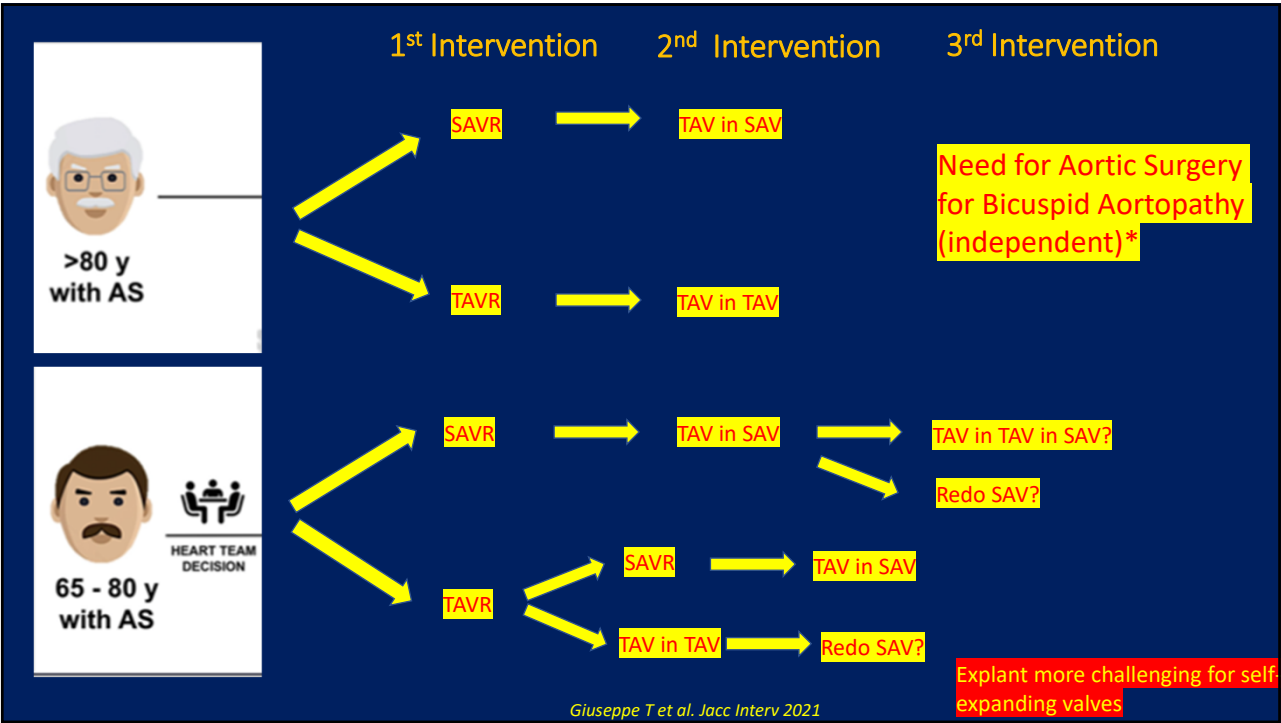 1st Intervention
2nd Intervention
3rd Intervention
>80 y
with AS
SAVR
TAV in SAV
TAVR
TAV in TAV
Need for Aortic Surgery
for Bicuspid Aortopathy
(independent)*
65 - 80 y
with AS
HEART TEAM
DECISION
SAVR
TAV in SAV
TAV in TAV in SAV?
Redo SAV?
TAVR
SAVR
TAV in SAV
TAV in TAV
Redo SAV?
Explant more challenging for self-
expanding valves
Giuseppe T et al. Jacc Interv 2021